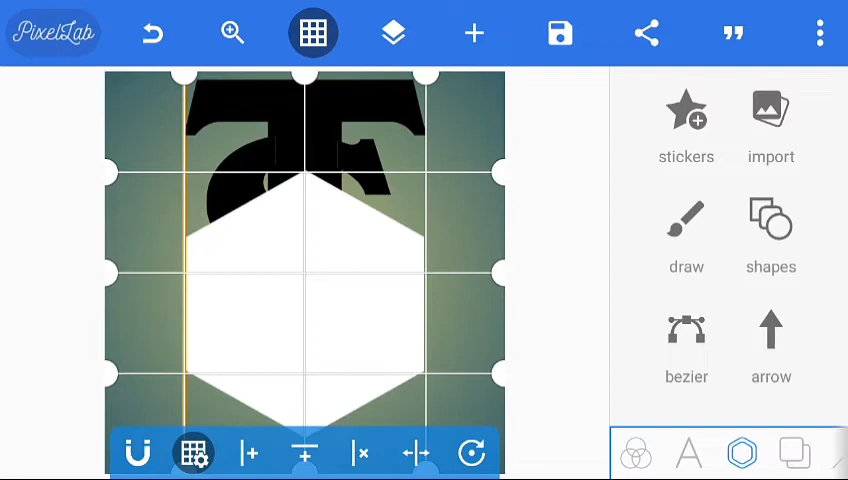 PixelLab
stickers
import
draw
shapes
bezier
arrow